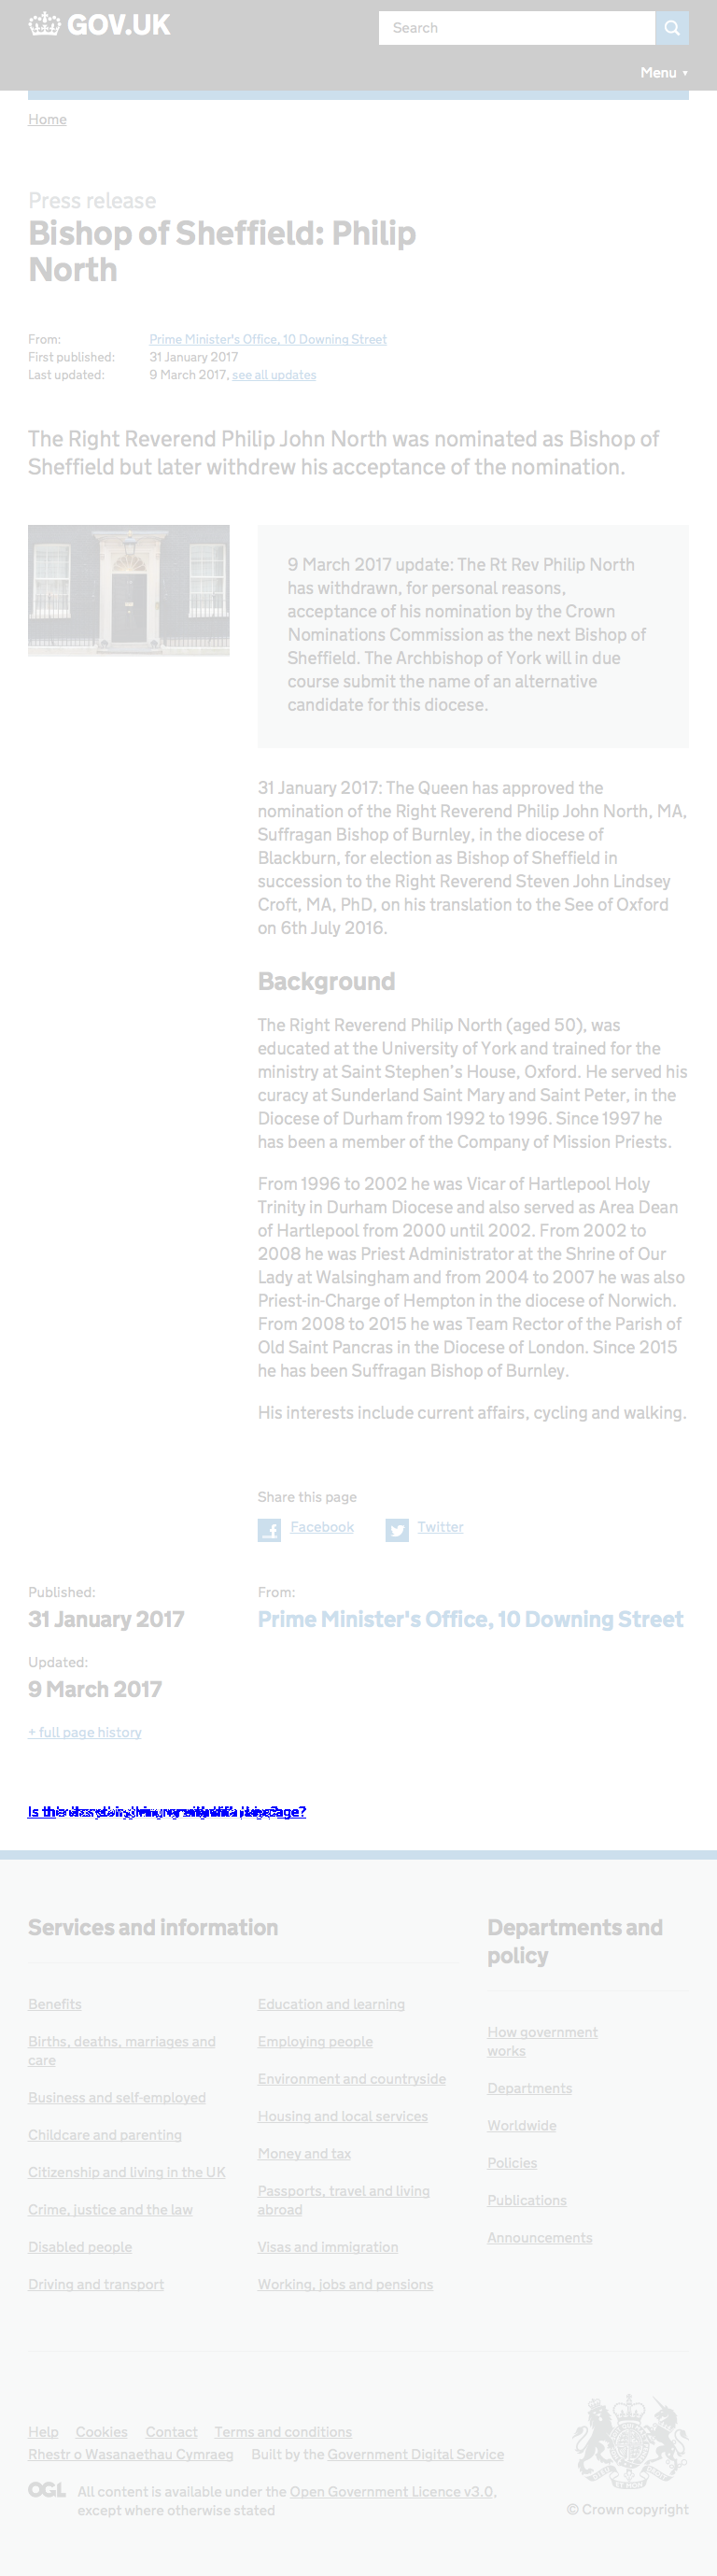 GOV.UK
Search
Menu ▼
Home
Press release
Bishop of Sheffield: Philip
North
From: Prime Minister's Office, 10 Downing Street
First published: 31 January 2017
Last updated: 9 March 2017, see all updates
The Right Reverend Philip John North was nominated as Bishop of
Sheffield but later withdrew his acceptance of the nomination.
9 March 2017 update: The Rt Rev Philip North
has withdrawn, for personal reasons,
acceptance of his nomination by the Crown
Nominations Commission as the next Bishop of
Sheffield. The Archbishop of York will in due
course submit the name of an alternative
candidate for this diocese.
31 January 2017: The Queen has approved the
nomination of the Right Reverend Philip John North, MA,
Suffragan Bishop of Burnley, in the diocese of
Blackburn, for election as Bishop of Sheffield in
succession to the Right Reverend Steven John Lindsey
Croft, MA, PhD, on his translation to the See of Oxford
on 6th July 2016.
Background
The Right Reverend Philip North (aged 50), was
educated at the University of York and trained for the
ministry at Saint Stephen's House, Oxford. He served his
curacy at Sunderland Saint Mary and Saint Peter, in the
Diocese of Durham from 1992 to 1996. Since 1997 he
has been a member of the Company of Mission Priests.
From 1996 to 2002 he was Vicar of Hartlepool Holy
Trinity in Durham Diocese and also served as Area Dean
of Hartlepool from 2000 until 2002. From 2002 to
2008 he was Priest Administrator at the Shrine of Our
Lady at Walsingham and from 2004 to 2007 he was also
Priest-in-Charge of Hempton in the diocese of Norwich.
From 2008 to 2015 he was Team Rector of the Parish of
Old Saint Pancras in the Diocese of London. Since 2015
he has been Suffragan Bishop of Burnley.
His interests include current affairs, cycling and walking.
Share this page
Facebook Twitter
Published:
31 January 2017
From:
Prime Minister's Office, 10 Downing Street
Updated:
9 March 2017
+ full page history
Services and information
Benefits
Births, deaths, marriages and
care
Business and self-employed
Childcare and parenting
Citizenship and living in the UK
Crime, justice and the law
Disabled people
Driving and transport
Education and learning
Employing people
Environment and countryside
Housing and local services
Money and tax
Passports, travel and living
abroad
Visas and immigration
Working, jobs and pensions
Departments and
policy
How government
works
Departments
Worldwide
Policies
Publications
Announcements
Help Cookies Contact Terms and conditions
Rhestr o Wasanaethau Cymraeg Built by the Government Digital Service
OGL All content is available under the Open Government Licence v3.0,
except where otherwise stated
© Crown copyright